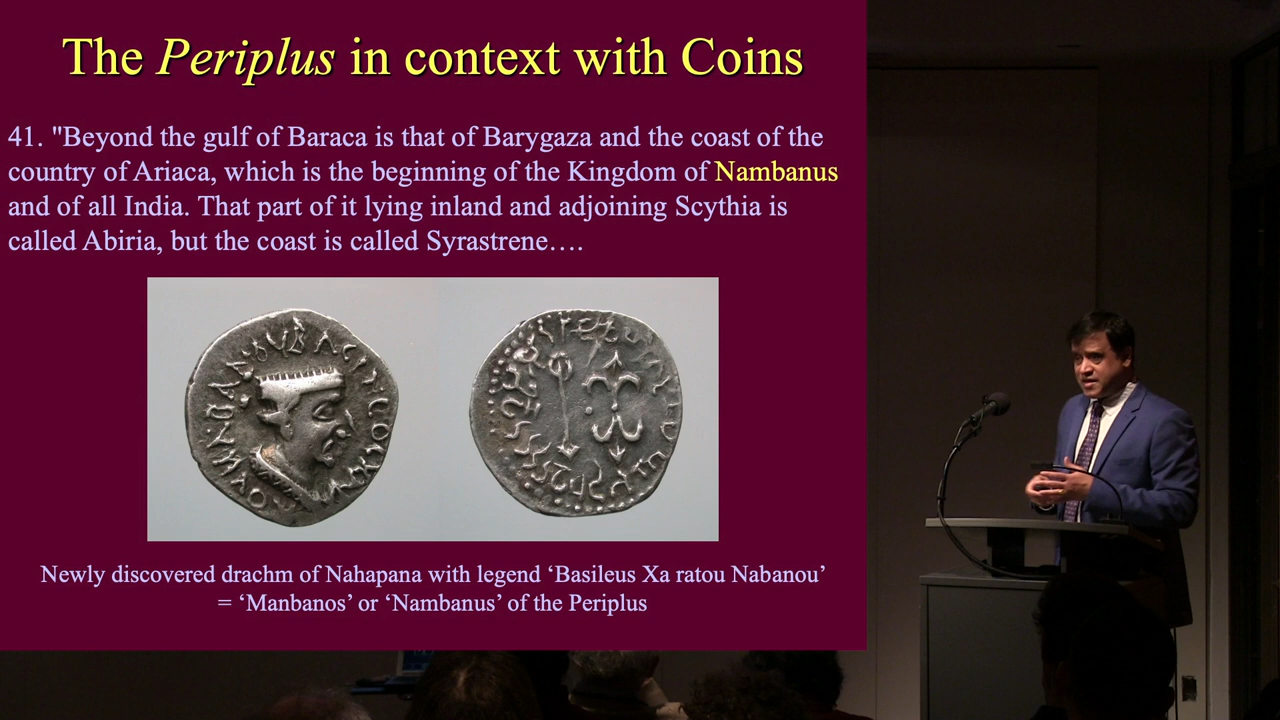 The Periplus in context with Coins
41. "Beyond the gulf of Baraca is that of Barygaza and the coast of the
country of Ariaca, which is the beginning of the Kingdom of Nambanus
and of all India. That part of it lying inland and adjoining Scythia is
called Abiria, but the coast is called Syrastrene….
Newly discovered drachm of Nahapana with legend ‘Basileus Xa ratou Nabanou’
= ‘Manbanos’ or ‘Nambanus’ of the Periplus